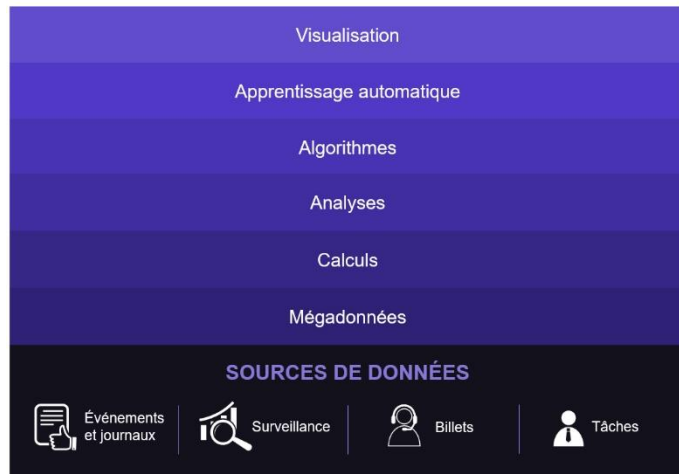 Visualisation
Apprentissage automatique
Algorithmes
Analyses
Calculs
Mégadonnées
SOURCES DE DONNÉES
Événements
et journaux
Surveillance
Billets
Tâches